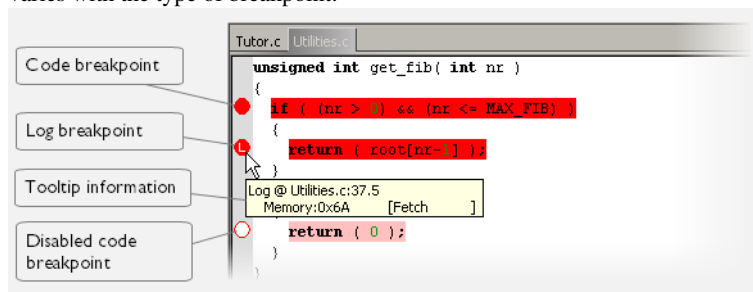 varies with the type of breakpoint.
Tutor.c Utilities.c
Code breakpoint
unsigned int get_fib( int nr )
{
if ( (nr > 0) && (nr <= MAX_FIB) )
Log breakpoint
{
L
return ( root[nr-1] );
}
Tooltip information
Log @ Utilities.c:37.5
Memory:0x6A [Fetch ]
Disabled code
breakpoint
return ( 0 );
}
}